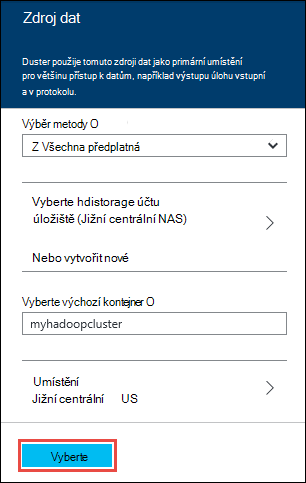 Zdroj dat
Duster použije tomuto zdroji dat jako primární umístění
pro většinu přístup k datům, například výstupu úlohu vstupní
a v protokolu.
Výběr metody O
Z Všechna předplatná
Vyberte hdistorage účtu
úložiště (Jižní centrální NAS)
Nebo vytvořit nové
Vyberte výchozí kontejner O
myhadoopcluster
Umístění
Jižní centrální US
Vyberte